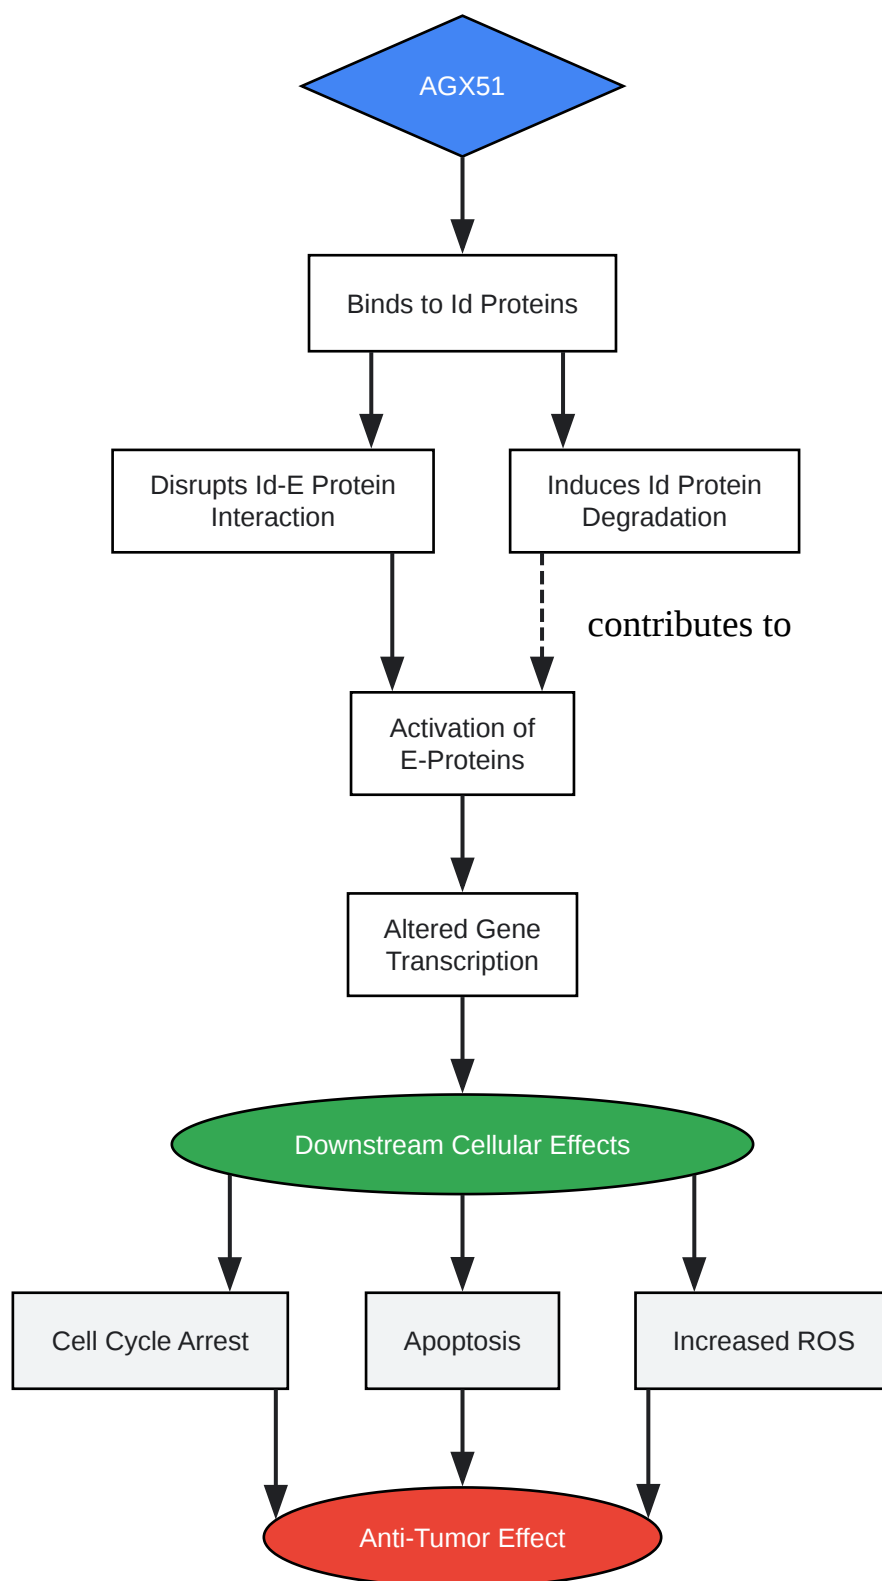 AGX51
Binds to Id Proteins
Disrupts Id-E Protein
Interaction
Induces Id Protein
Degradation
contributes to
Activation of
E-Proteins
Altered Gene
Transcription
Downstream Cellular Effects
Cell Cycle Arrest
Apoptosis
Increased ROS
Anti-Tumor Effect